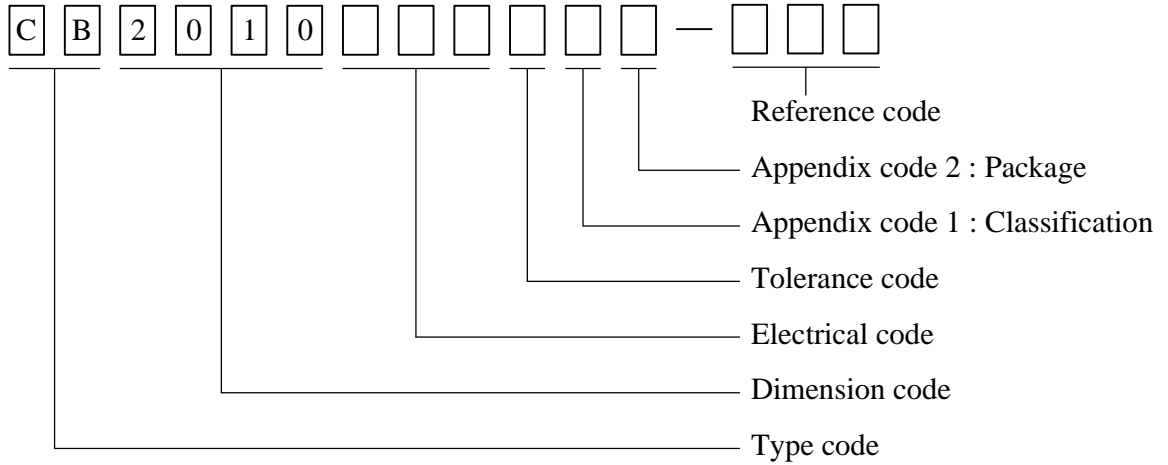 C B 2 0 1 0 □ □ □ □ □ □ — □ □ □
Reference code
Appendix code 2 : Package
Appendix code 1 : Classification
Tolerance code
Electrical code
Dimension code
Type code